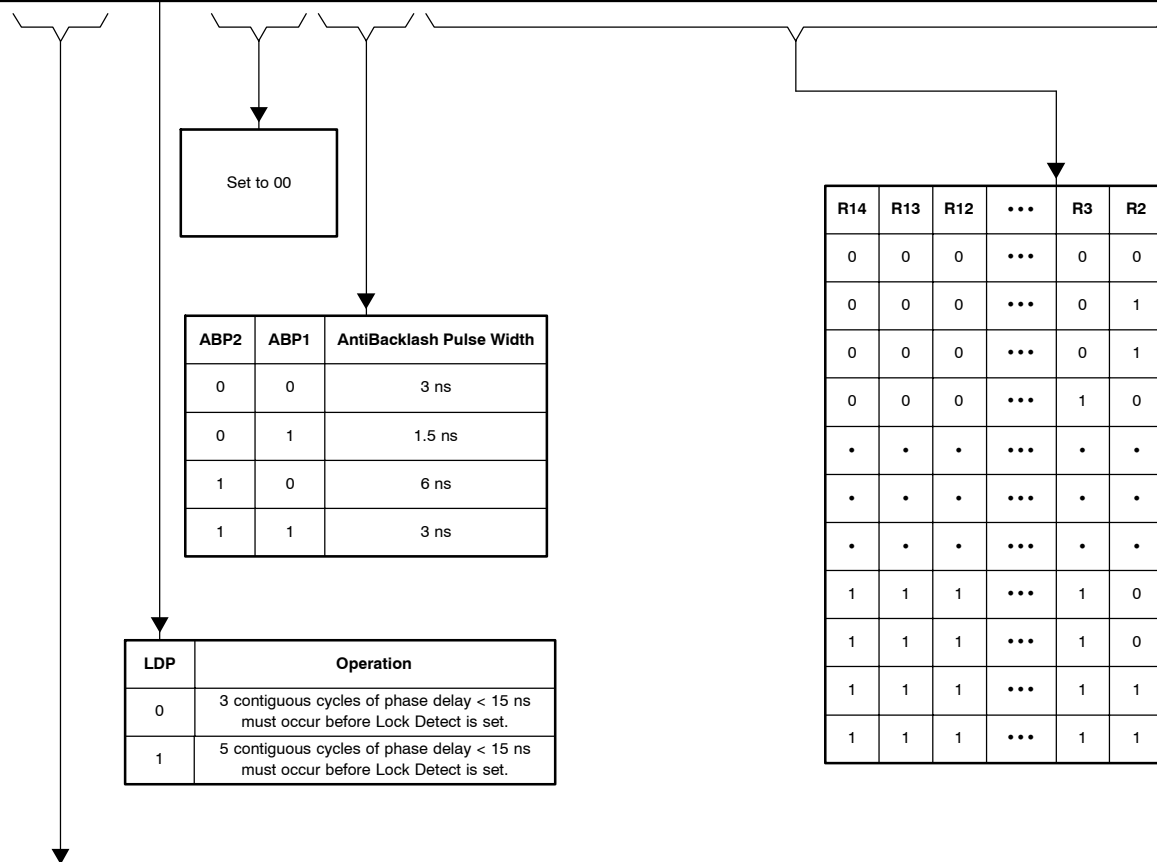 Set to 00
ABP2 ABP1 AntiBacklash Pulse Width
0 0 3 ns
0 1 1.5 ns
1 0 6 ns
1 1 3 ns
LDP Operation
0 3 contiguous cycles of phase delay < 15 ns
must occur before Lock Detect is set.
1 5 contiguous cycles of phase delay < 15 ns
must occur before Lock Detect is set.
R14 R13 R12 ••• R3 R2
0 0 0 ••• 0 0
0 0 0 ••• 0 1
0 0 0 ••• 0 1
0 0 0 ••• 1 0
• • • ••• • •
• • • ••• • •
• • • ••• • •
1 1 1 ••• 1 0
1 1 1 ••• 1 0
1 1 1 ••• 1 1
1 1 1 ••• 1 1